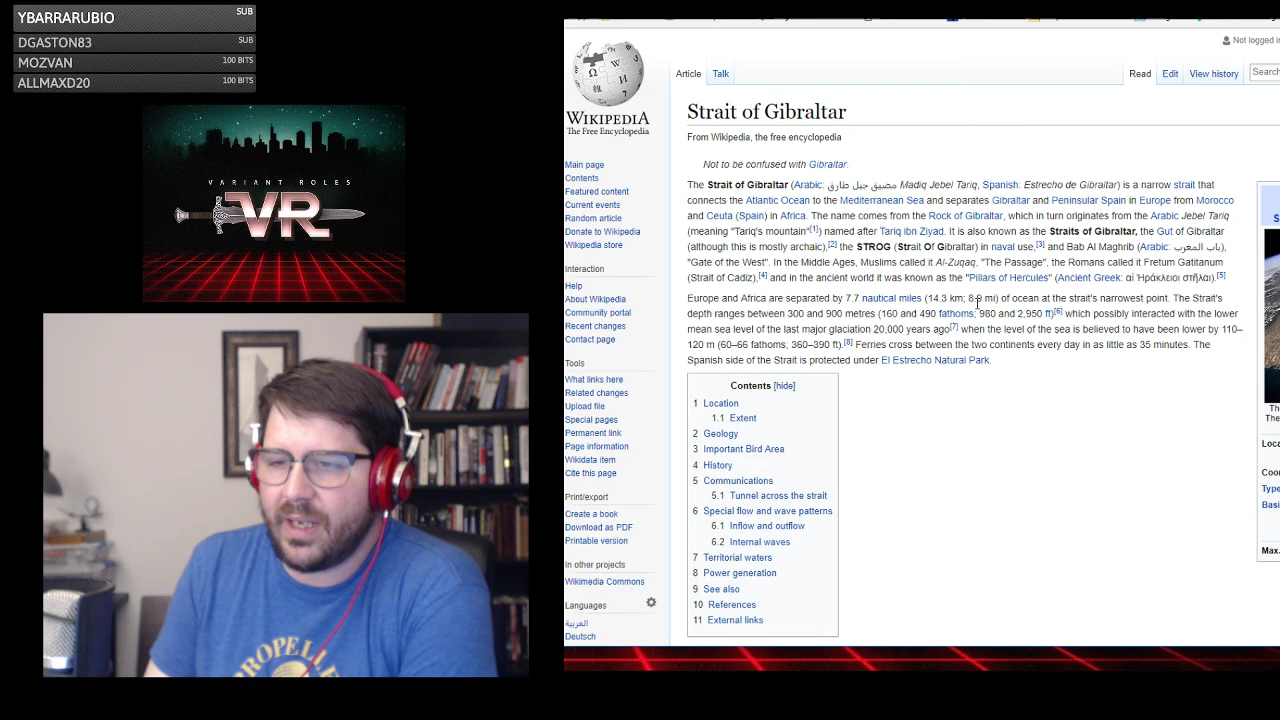 YBARRARUBIO SUB
DGASTON83 SUB
MOZVAN 100 BITS
ALLMAXD20 100 BITS
VARIANT ROLES
VR
PROPELLE
WIKIPEDIA
The Free Encyclopedia
Main page
Contents
Featured content
Current events
Random article
Donate to Wikipedia
Wikipedia store
Interaction
Help
About Wikipedia
Community portal
Recent changes
Contact page
Tools
What links here
Related changes
Upload file
Special pages
Permanent link
Page information
Wikidata item
Cite this page
Print/export
Create a book
Download as PDF
Printable version
In other projects
Wikimedia Commons
Languages
العربية
Deutsch
Not logged in
Article Talk Read Edit View history Search
Strait of Gibraltar
From Wikipedia, the free encyclopedia
Not to be confused with Gibraltar.
The Strait of Gibraltar (Arabic: مضيق جبل طارق Madiq Jebel Tariq, Spanish: Estrecho de Gibraltar) is a narrow strait that
connects the Atlantic Ocean to the Mediterranean Sea and separates Gibraltar and Peninsular Spain in Europe from Morocco
and Ceuta (Spain) in Africa. The name comes from the Rock of Gibraltar, which in turn originates from the Arabic Jebel Tariq
(meaning "Tariq's mountain"[1]) named after Tariq ibn Ziyad. It is also known as the Straits of Gibraltar, the Gut of Gibraltar
(although this is mostly archaic),[2] the STROG (Strait Of Gibraltar) in naval use,[3] and Bab Al Maghrib (Arabic: باب المغرب),
"Gate of the West". In the Middle Ages, Muslims called it Al-Zuqaq, "The Passage", the Romans called it Fretum Gatitanum
(Strait of Cadiz),[4] and in the ancient world it was known as the "Pillars of Hercules" (Ancient Greek: αἱ Ἡράκλειοι στῆλαι).[5]
Europe and Africa are separated by 7.7 nautical miles (14.3 km; 8.9 mi) of ocean at the strait's narrowest point. The Strait's
depth ranges between 300 and 900 metres (160 and 490 fathoms; 980 and 2,950 ft)[6] which possibly interacted with the lower
mean sea level of the last major glaciation 20,000 years ago[7] when the level of the sea is believed to have been lower by 110–
120 m (60–66 fathoms; 360–390 ft).[8] Ferries cross between the two continents every day in as little as 35 minutes. The
Spanish side of the Strait is protected under El Estrecho Natural Park.
Contents [hide]
1 Location
1.1 Extent
2 Geology
3 Important Bird Area
4 History
5 Communications
5.1 Tunnel across the strait
6 Special flow and wave patterns
6.1 Inflow and outflow
6.2 Internal waves
7 Territorial waters
8 Power generation
9 See also
10 References
11 External links
S
Th
The
Loca
Coor
Type
Basi
Max.